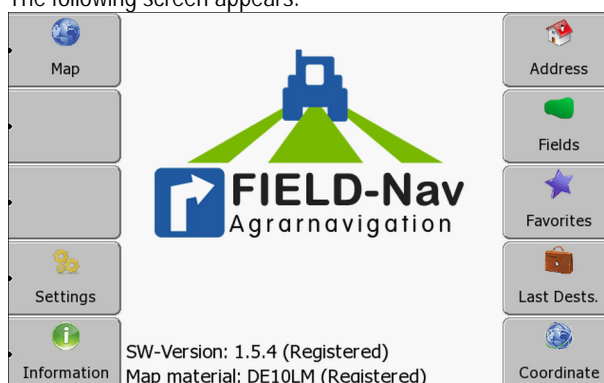 The following screen appears:
Map
Settings
Information
FIELD-Nav
Agrarnavigation
SW-Version: 1.5.4 (Registered)
Map material: DE10LM (Registered)
Address
Fields
Favorites
Last Dests.
Coordinate